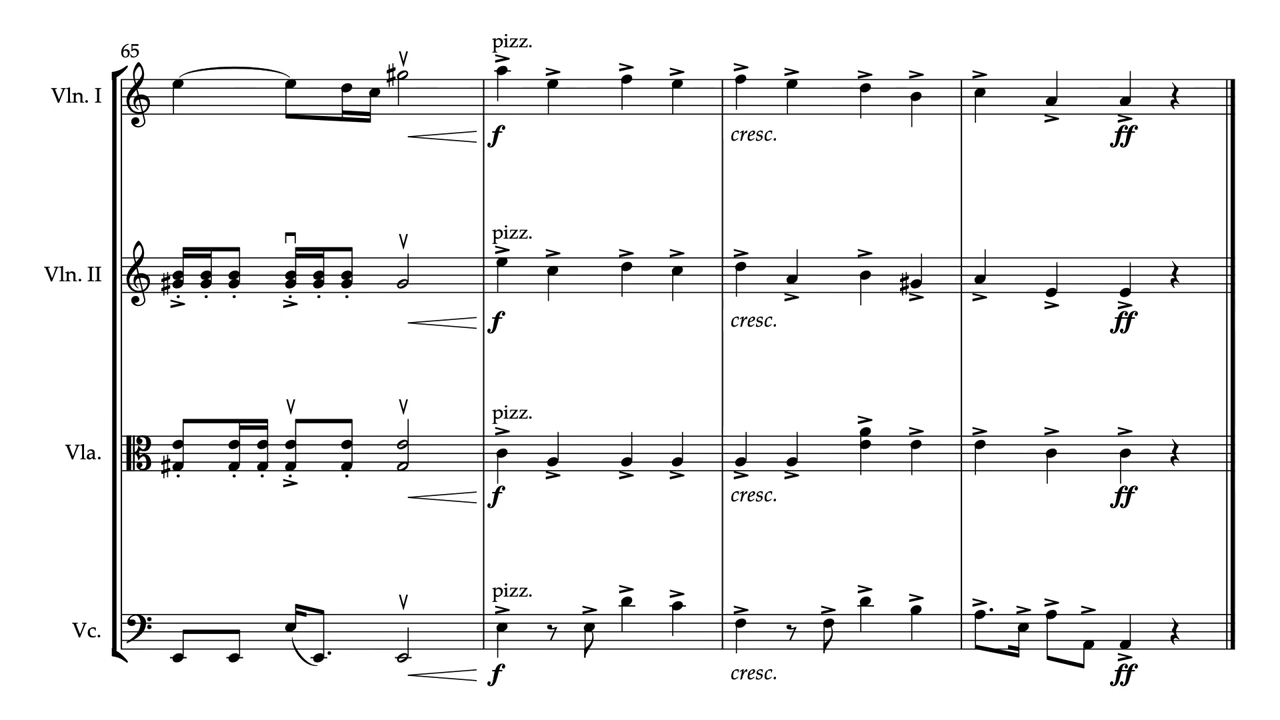 65
pizz.
Vln. I
f
cresc.
ff
pizz.
Vln. II
f
cresc.
ff
pizz.
Vla.
f
cresc.
ff
pizz.
Vc.
f
cresc.
ff